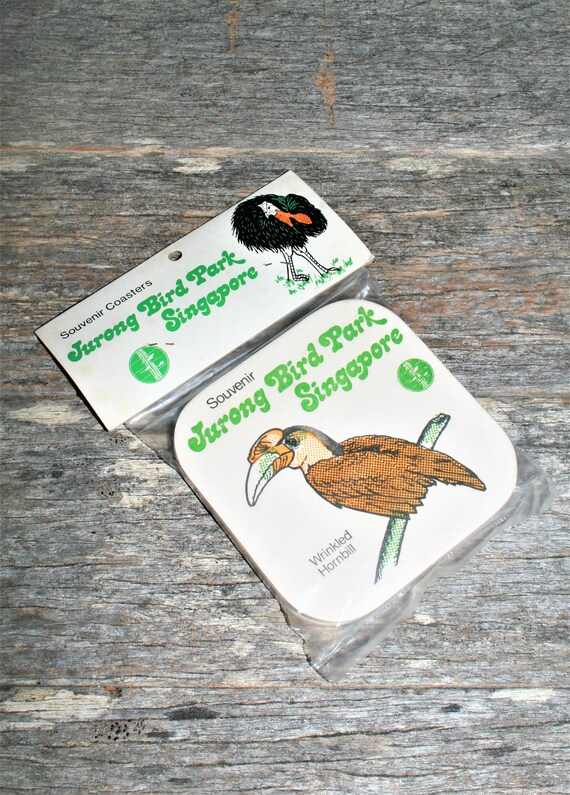 Souvenir Coasters
Jurong Bird Park
Singapore
Souvenir
Jurong Bird Park
Singapore
Wrinkled
Hornbill